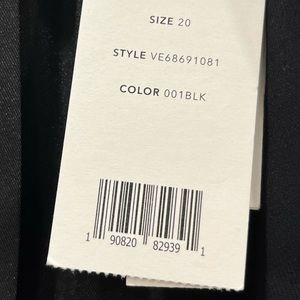 SIZE 20
STYLE VE68691081
COLOR 001BLK
1 90820 82939 1